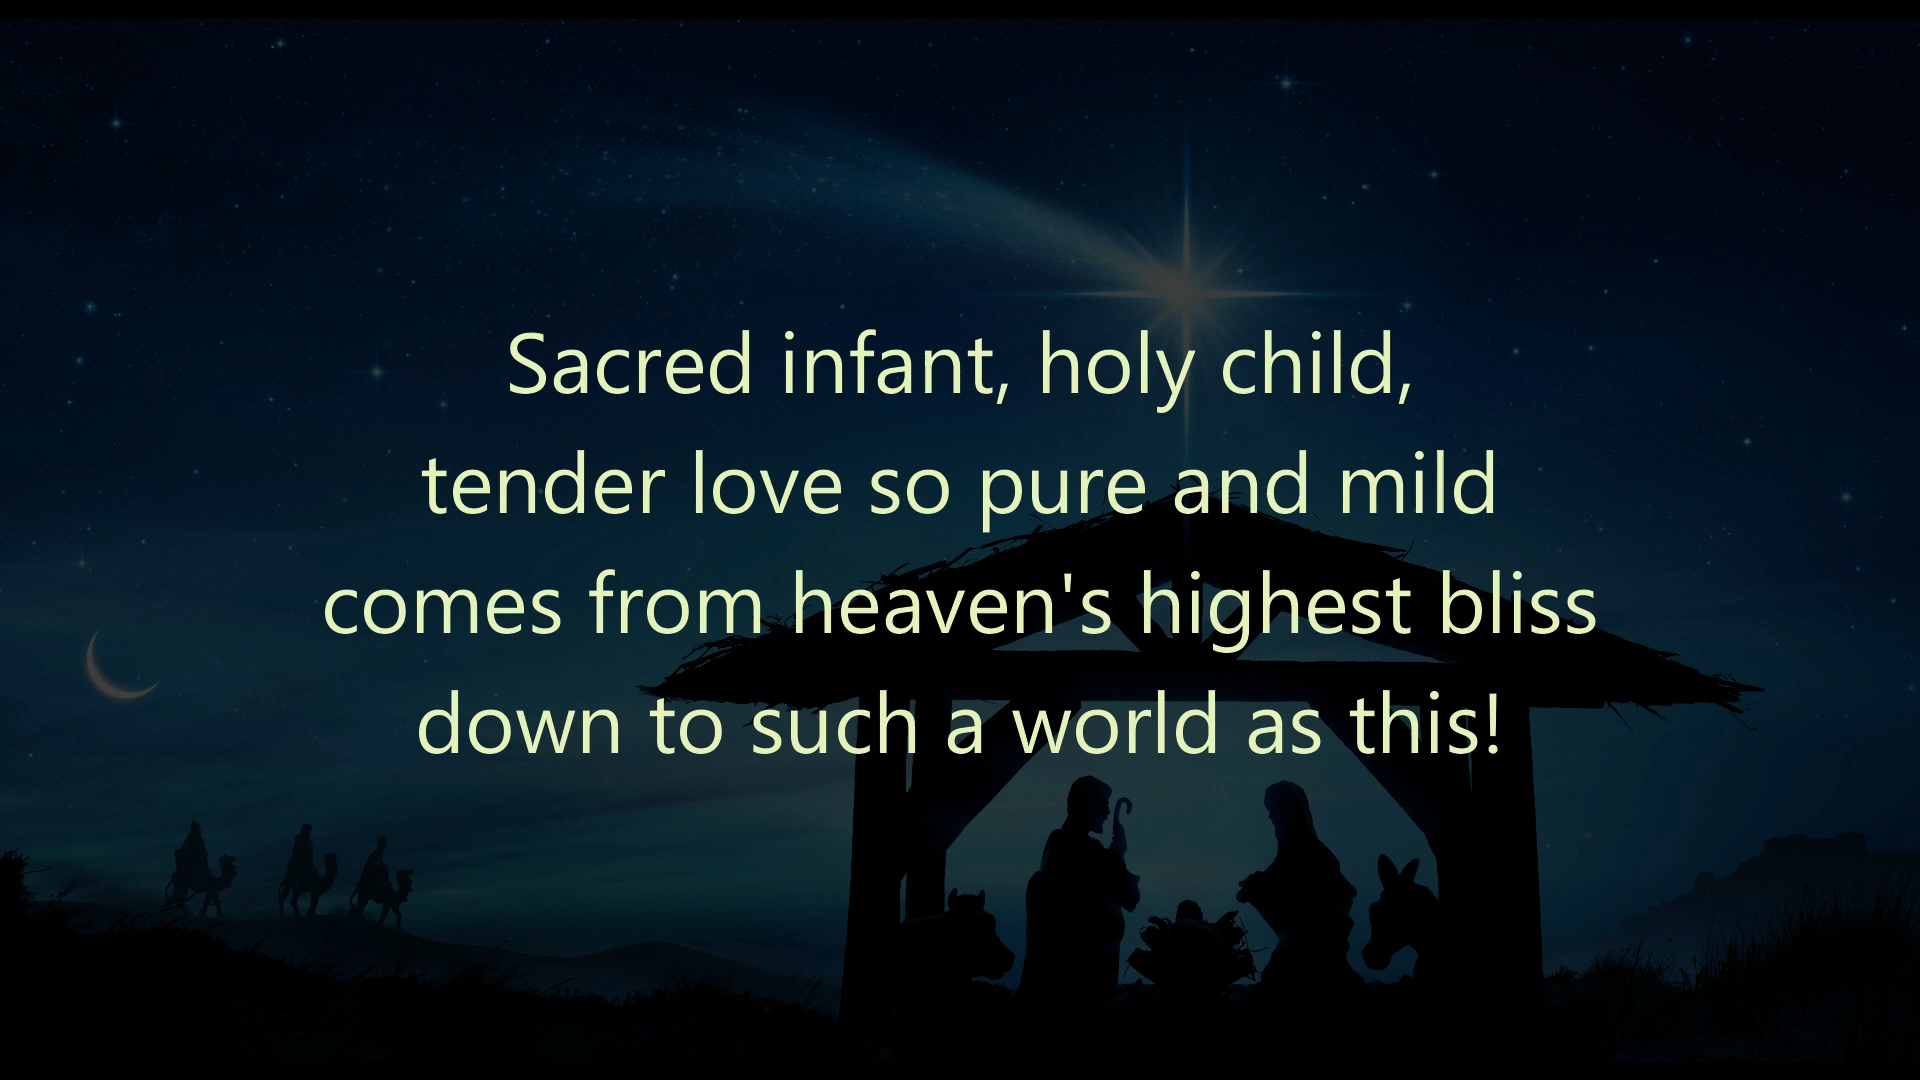 Sacred infant, holy child,
tender love so pure and mild
comes from heaven's highest bliss
down to such a world as this!